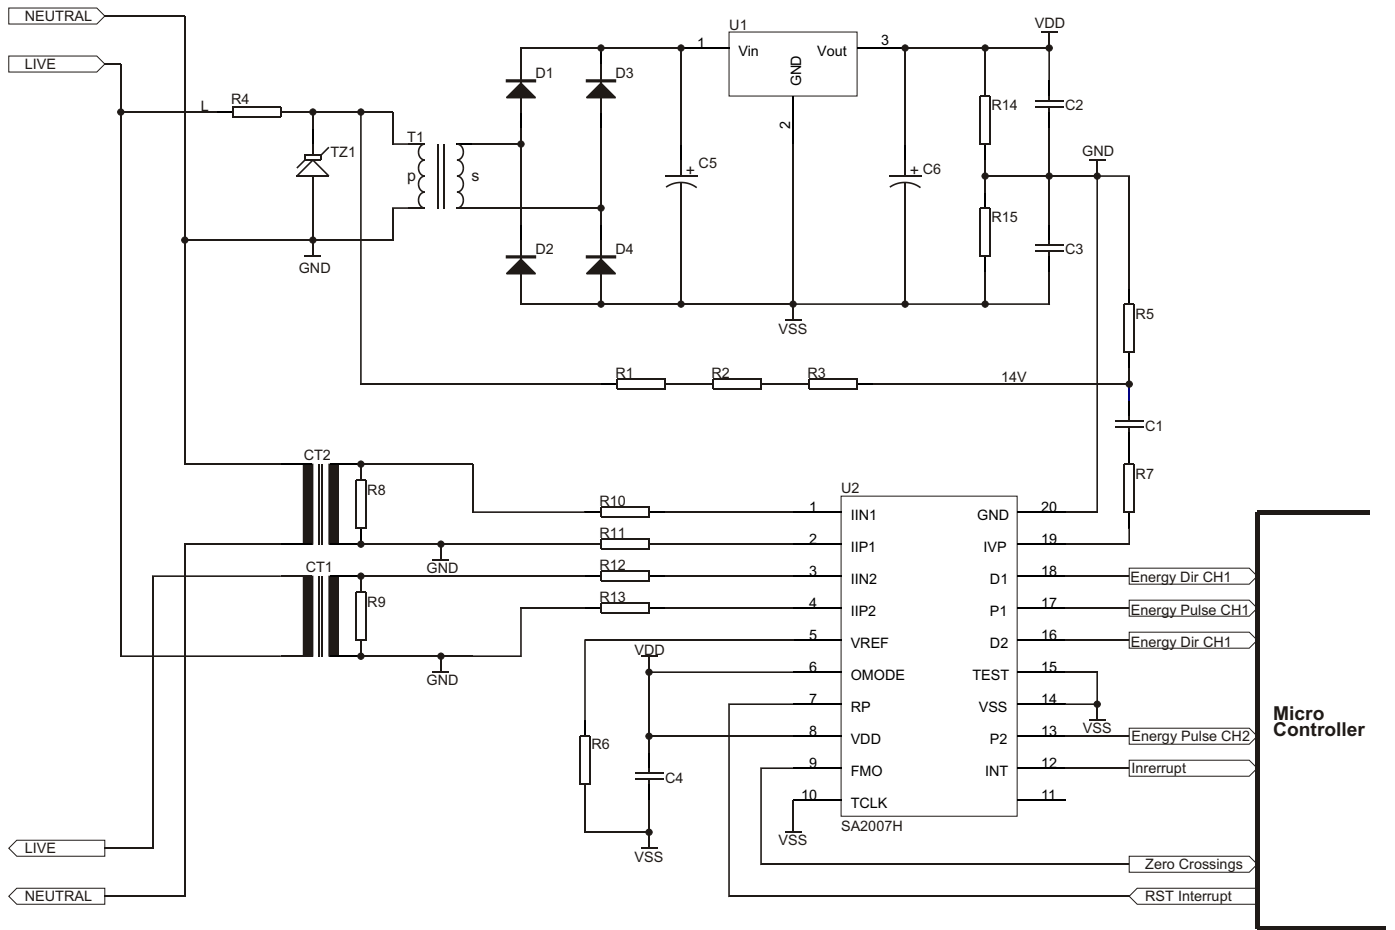 NEUTRAL
LIVE
L
R4
TZ1
GND
T1
p
s
D1
D3
D2
D4
C5
1
U1
Vin
Vout
GND
2
3
VSS
C6
VDD
R14
C2
GND
R15
C3
R5
R1
R2
R3
14V
C1
R7
CT2
R8
GND
CT1
R9
GND
R10
R11
R12
R13
VDD
R6
C4
VSS
VSS
U2
1 IIN1
2 IIP1
3 IIN2
4 IIP2
5 VREF
6 OMODE
7 RP
8 VDD
9 FMO
10 TCLK
GND 20
IVP 19
D1 18
P1 17
D2 16
TEST 15
VSS 14
P2 13
INT 12
11
SA2007H
VSS
Energy Dir CH1
Energy Pulse CH1
Energy Dir CH1
Energy Pulse CH2
Inrerrupt
Zero Crossings
RST Interrupt
Micro
Controller
LIVE
NEUTRAL